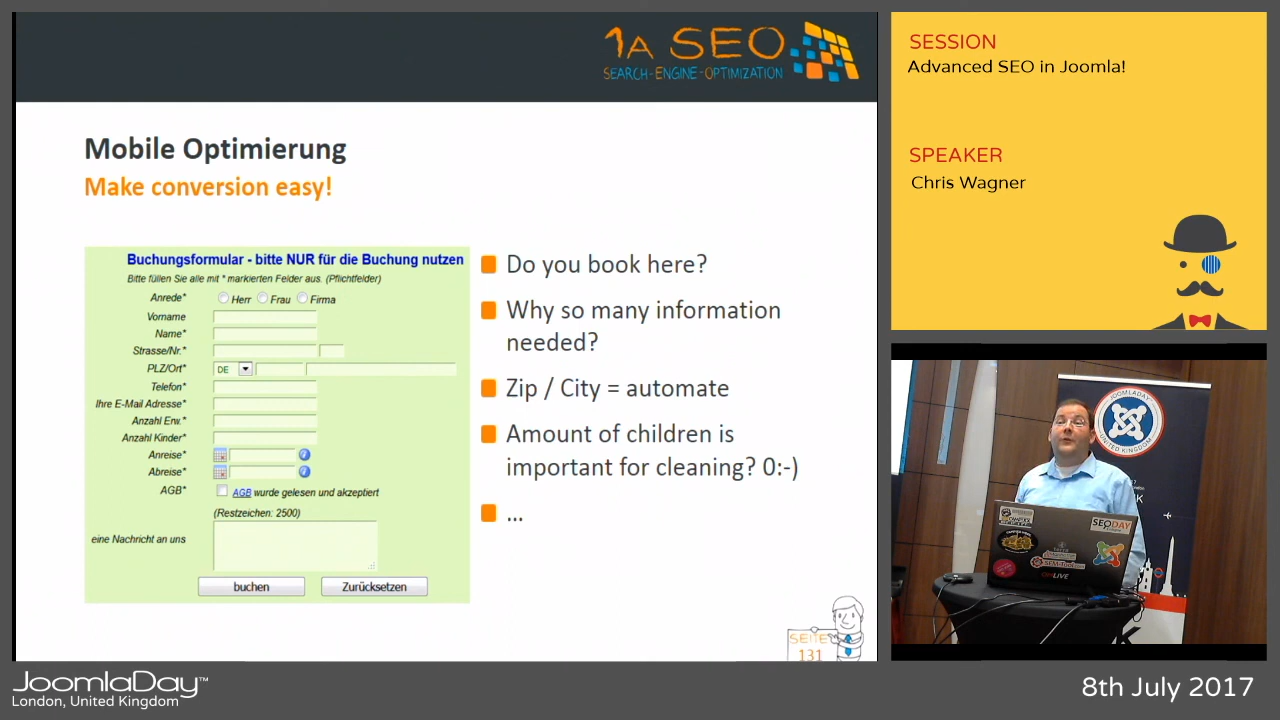 1A SEO
SEARCH-ENGINE-OPTIMIZATION
Mobile Optimierung
Make conversion easy!
Buchungsformular - bitte NUR für die Buchung nutzen
Bitte füllen Sie alle mit * markierten Felder aus. (Pflichtfelder)
Anrede* Herr Frau Firma
Vorname
Name*
Strasse/Nr.*
PLZ/Ort* DE
Telefon*
Ihre E-Mail Adresse*
Anzahl Erw.*
Anzahl Kinder*
Anreise*
Abreise*
AGB* AGB wurde gelesen und akzeptiert
(Restzeichen: 2500)
eine Nachricht an uns
buchen Zurücksetzen
Do you book here?
Why so many information
needed?
Zip / City = automate
Amount of children is
important for cleaning? 0:-)
...
SEITE
131
SESSION
Advanced SEO in Joomla!
SPEAKER
Chris Wagner
JOOMLADAY
UNITED KINGDOM
SEODAY
K
JoomlaDay™
London, United Kingdom
8th July 2017